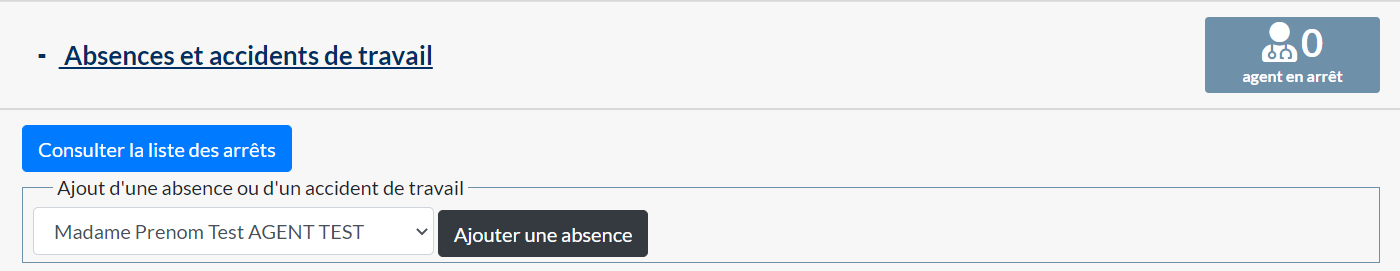 - Absences et accidents de travail
0
agent en arrêt
Consulter la liste des arrêts
Ajout d'une absence ou d'un accident de travail
Madame Prenom Test AGENT TEST
Ajouter une absence